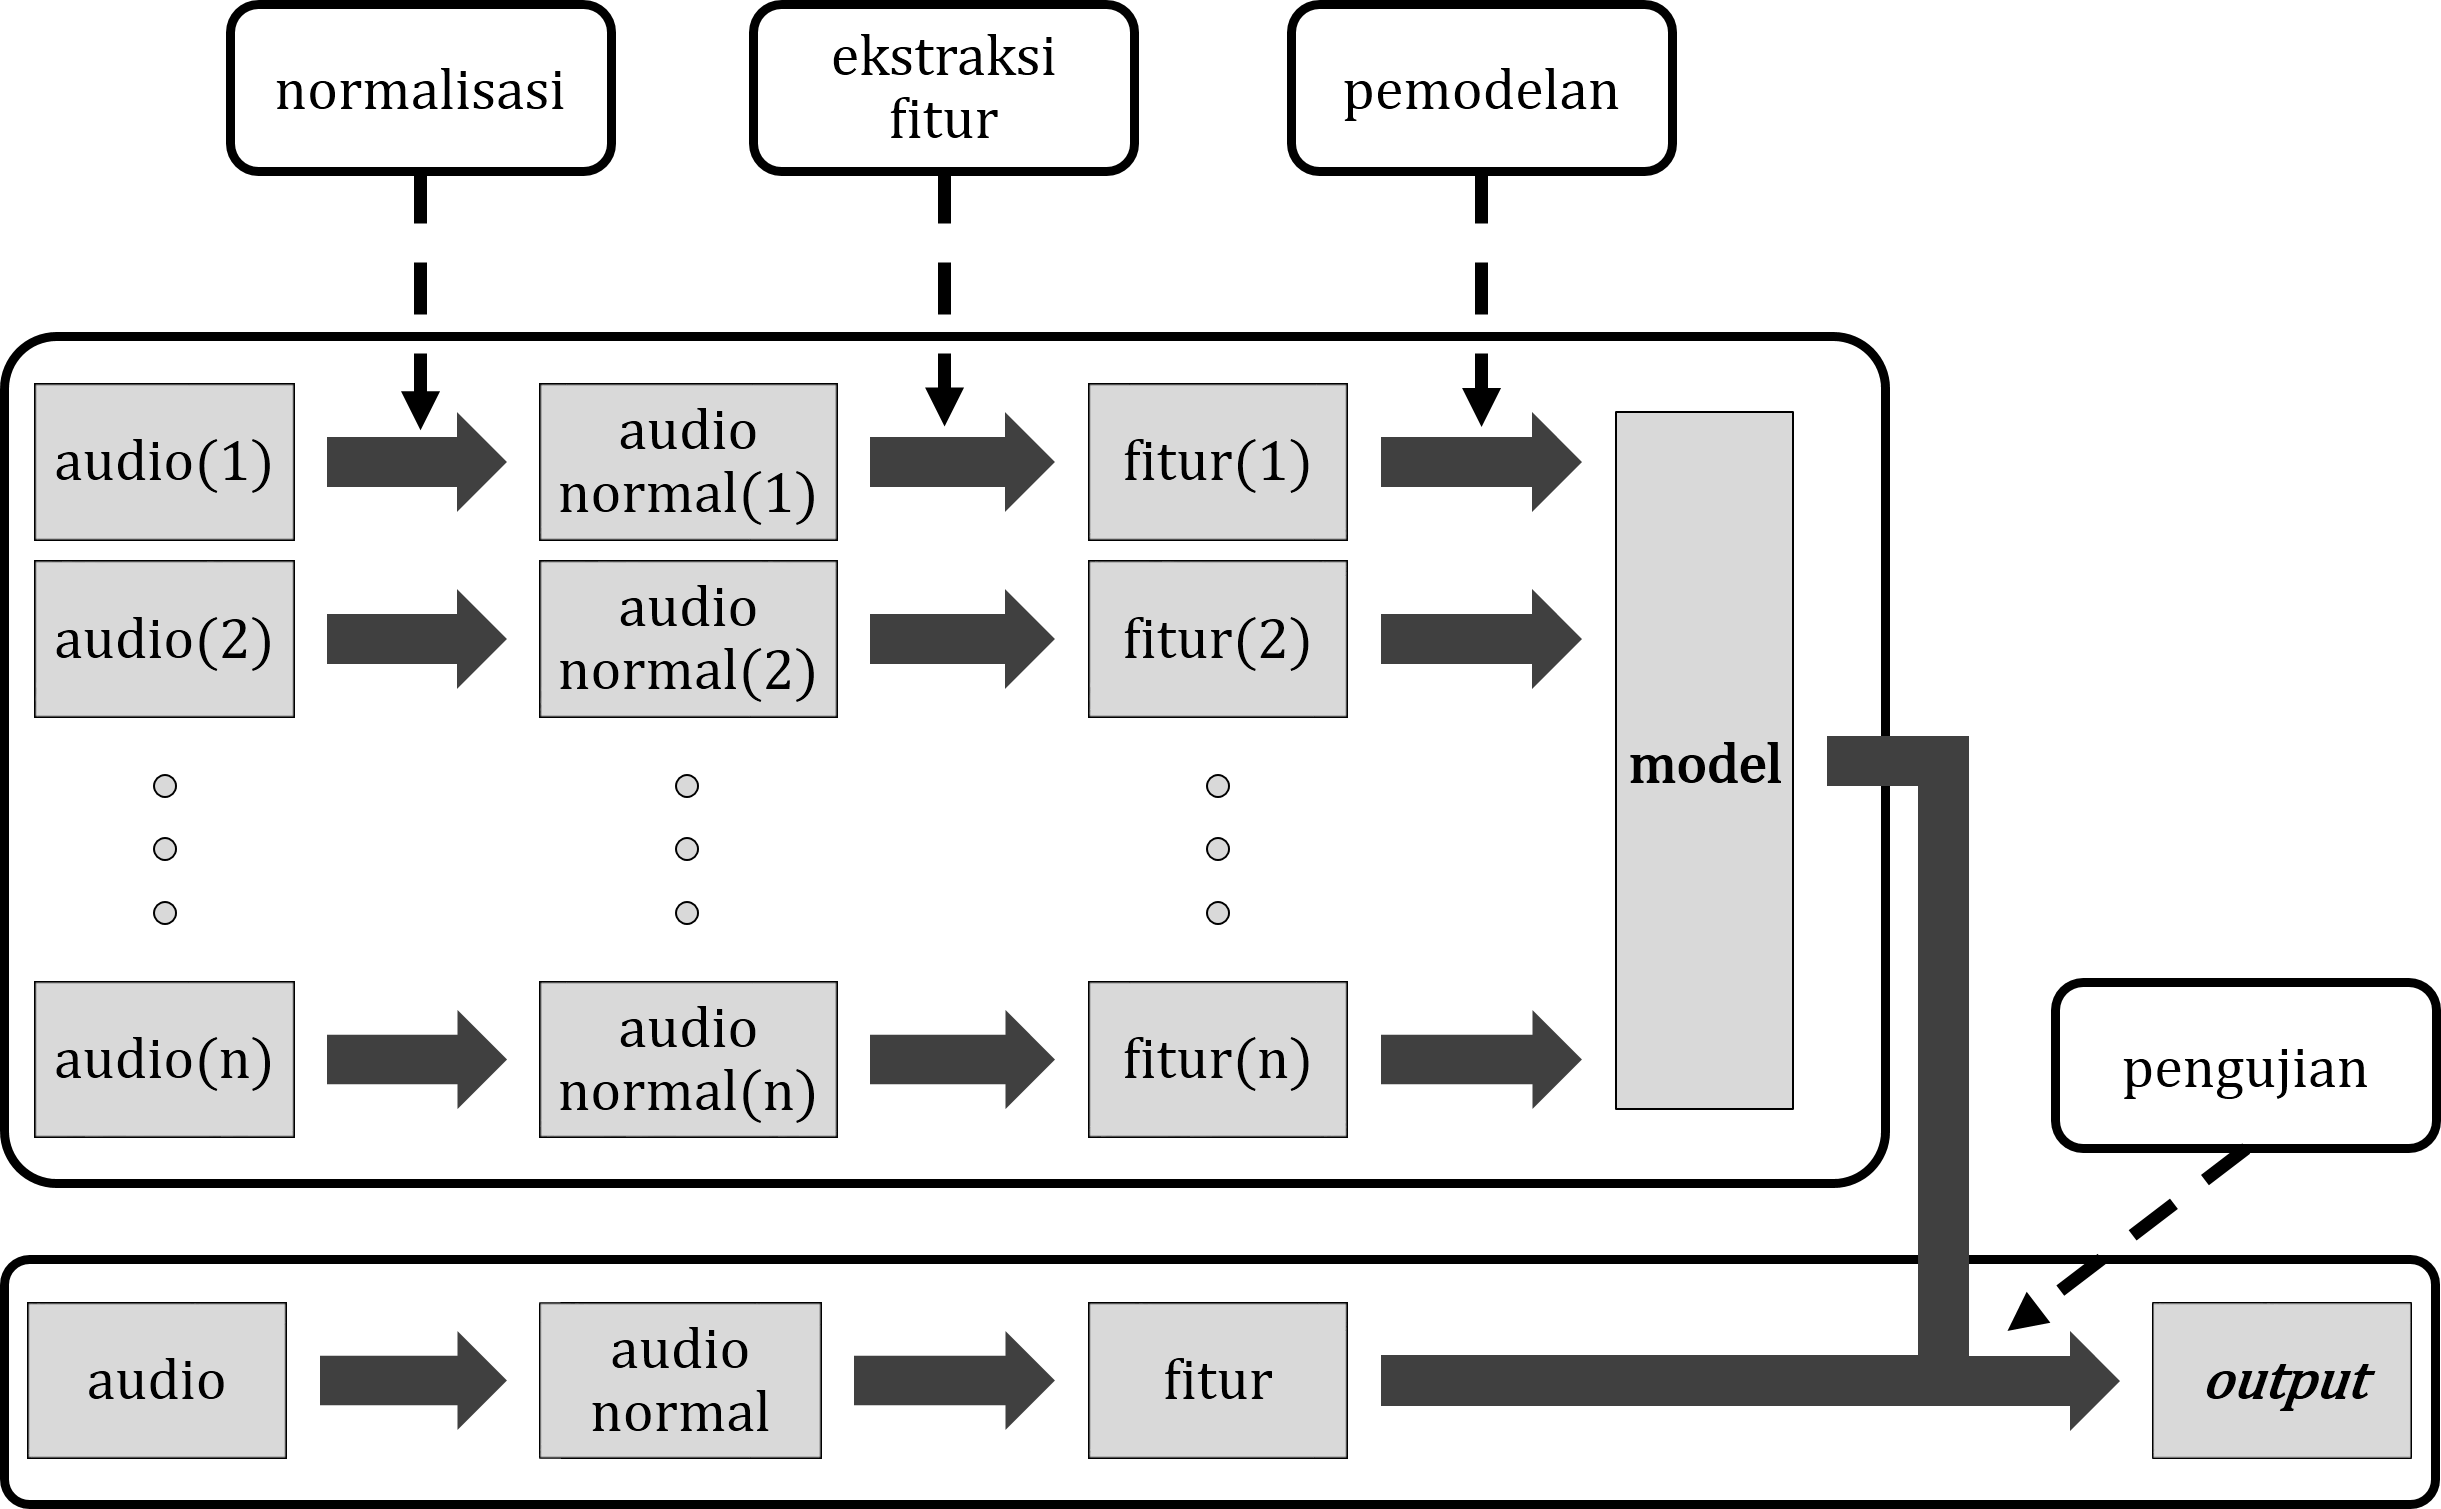 normalisasi
ekstraksi
fitur
pemodelan
audio(1)
audio
normal(1)
fitur(1)
audio(2)
audio
normal(2)
fitur(2)
model
audio(n)
audio
normal(n)
fitur(n)
pengujian
audio
audio
normal
fitur
output